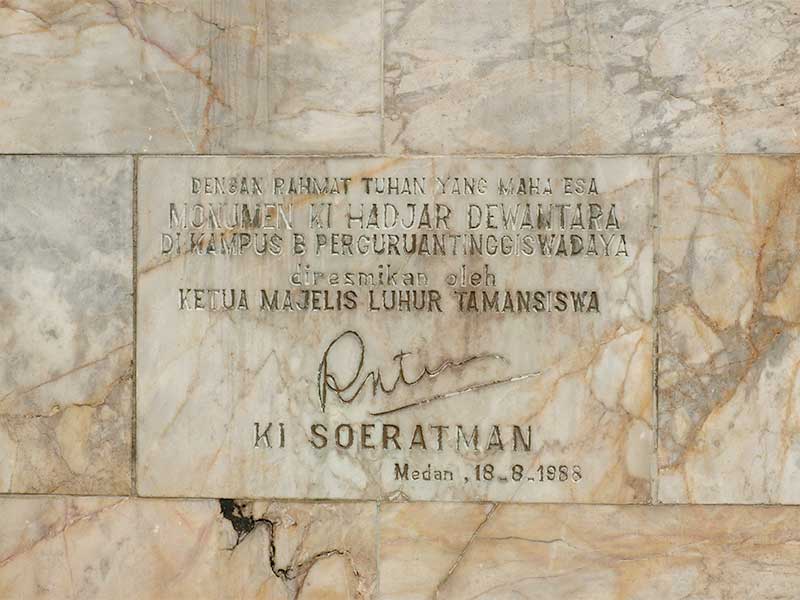 DENGAN RAHMAT TUHAN YANG MAHA ESA
MONUMEN KI HADJAR DEWANTARA
DI KAMPUS B PERGURUANTINGGISWADAYA
diresmikan oleh
KETUA MAJELIS LUHUR TAMANSISWA
KI SOERATMAN
Medan, 18-8-1988